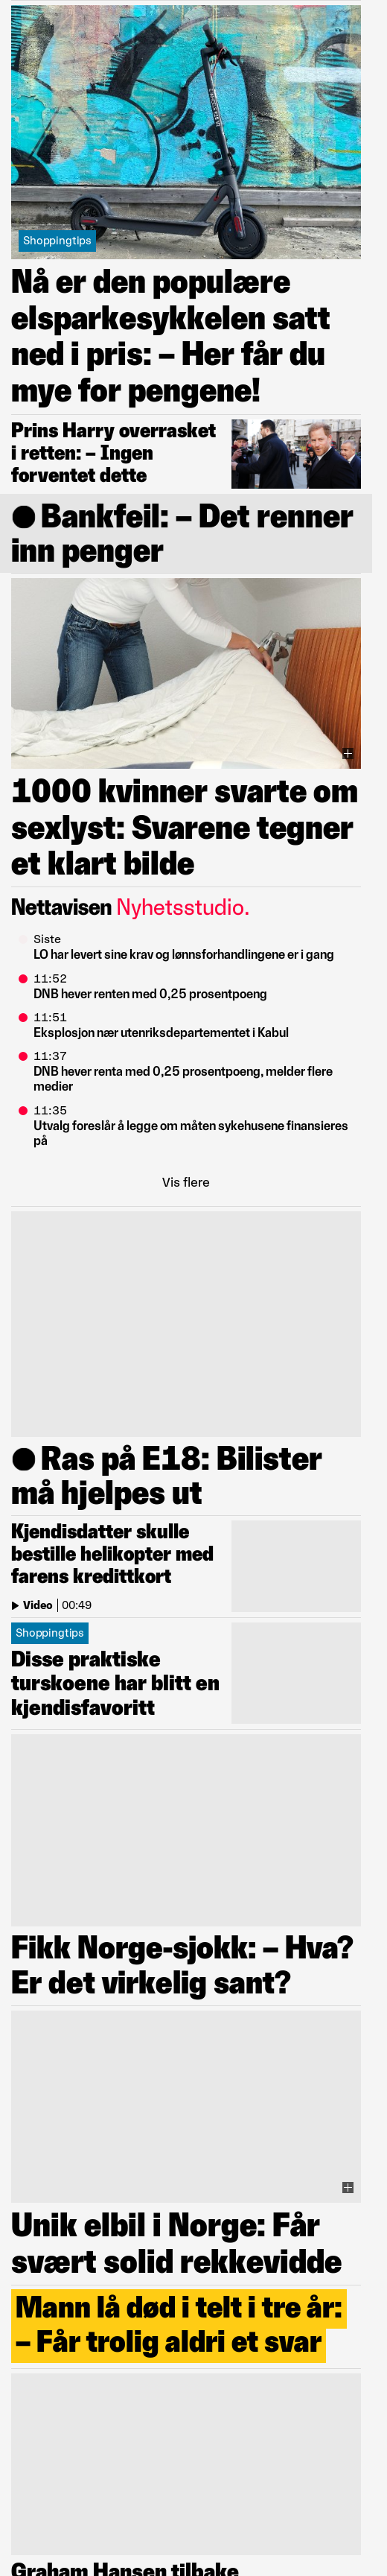 Shoppingtips
Nå er den populære
elsparkesykkelen satt
ned i pris: – Her får du
mye for pengene!
Prins Harry overrasket
i retten: – Ingen
forventet dette
Bankfeil: – Det renner
inn penger
1000 kvinner svarte om
sexlyst: Svarene tegner
et klart bilde
Nettavisen Nyhetsstudio.
Siste
LO har levert sine krav og lønnsforhandlingene er i gang
11:52
DNB hever renten med 0,25 prosentpoeng
11:51
Eksplosjon nær utenriksdepartementet i Kabul
11:37
DNB hever renta med 0,25 prosentpoeng, melder flere
medier
11:35
Utvalg foreslår å legge om måten sykehusene finansieres
på
Vis flere
Ras på E18: Bilister
må hjelpes ut
Kjendisdatter skulle
bestille helikopter med
farens kredittkort
Video | 00:49
Shoppingtips
Disse praktiske
turskoene har blitt en
kjendisfavoritt
Fikk Norge-sjokk: – Hva?
Er det virkelig sant?
Unik elbil i Norge: Får
svært solid rekkevidde
Mann lå død i telt i tre år:
– Får trolig aldri et svar
Graham Hansen tilbake